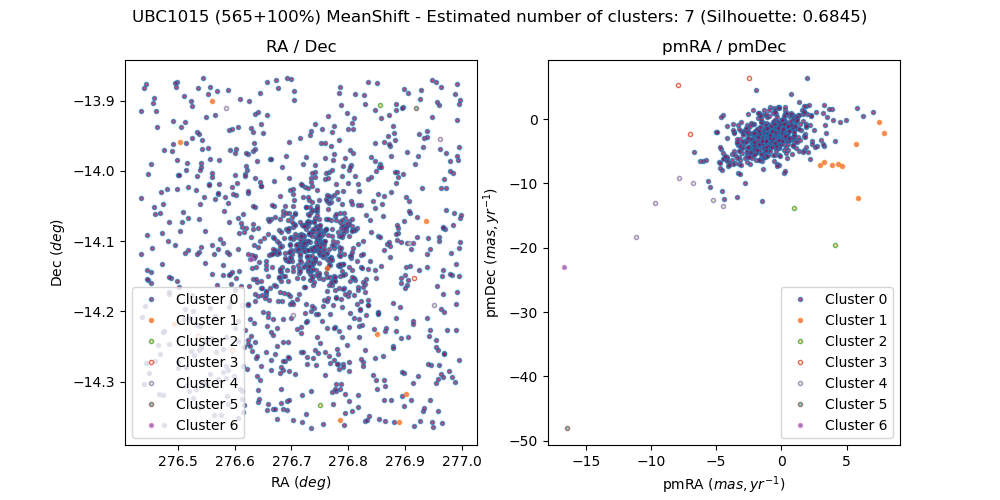 UBC1015 (565+100%) MeanShift - Estimated number of clusters: 7 (Silhouette: 0.6845)
RA / Dec
−13.9
−14.0
−14.1
−14.2
−14.3
Dec (deg)
276.5
276.6
276.7
276.8
276.9
277.0
RA (deg)
Cluster 0
Cluster 1
Cluster 2
Cluster 3
Cluster 4
Cluster 5
Cluster 6
pmRA / pmDec
0
−10
−20
−30
−40
−50
pmDec (mas, yr⁻¹)
−15
−10
−5
0
5
pmRA (mas, yr⁻¹)
Cluster 0
Cluster 1
Cluster 2
Cluster 3
Cluster 4
Cluster 5
Cluster 6